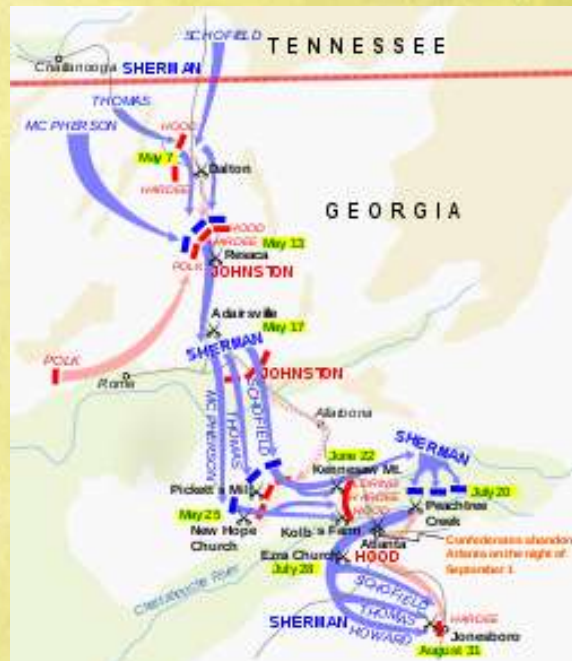 SCHOFIELD
TENNESSEE
Chattanooga
SHERMAN
THOMAS
MC PHERSON
HOOD
May 7
Dalton
HARDEE
GEORGIA
HOOD
HARDEE
May 13
Resaca
POLK
JOHNSTON
Adairsville
May 17
SHERMAN
POLK
Rome
JOHNSTON
MC PHERSON
THOMAS
SCHOFIELD
Allatoona
June 22
SHERMAN
Kennesaw Mt.
Pickett's Mill
LORING
HARDEE
July 20
May 25
HOOD
Peachtree
Creek
New Hope
Church
Kolb's Farm
Atlanta
Confederates abandon
Atlanta on the night of
September 1
Ezra Church
HOOD
July 28
Chattahoochee River
SCHOFIELD
THOMAS
HOWARD
SHERMAN
HARDEE
Jonesboro
August 31